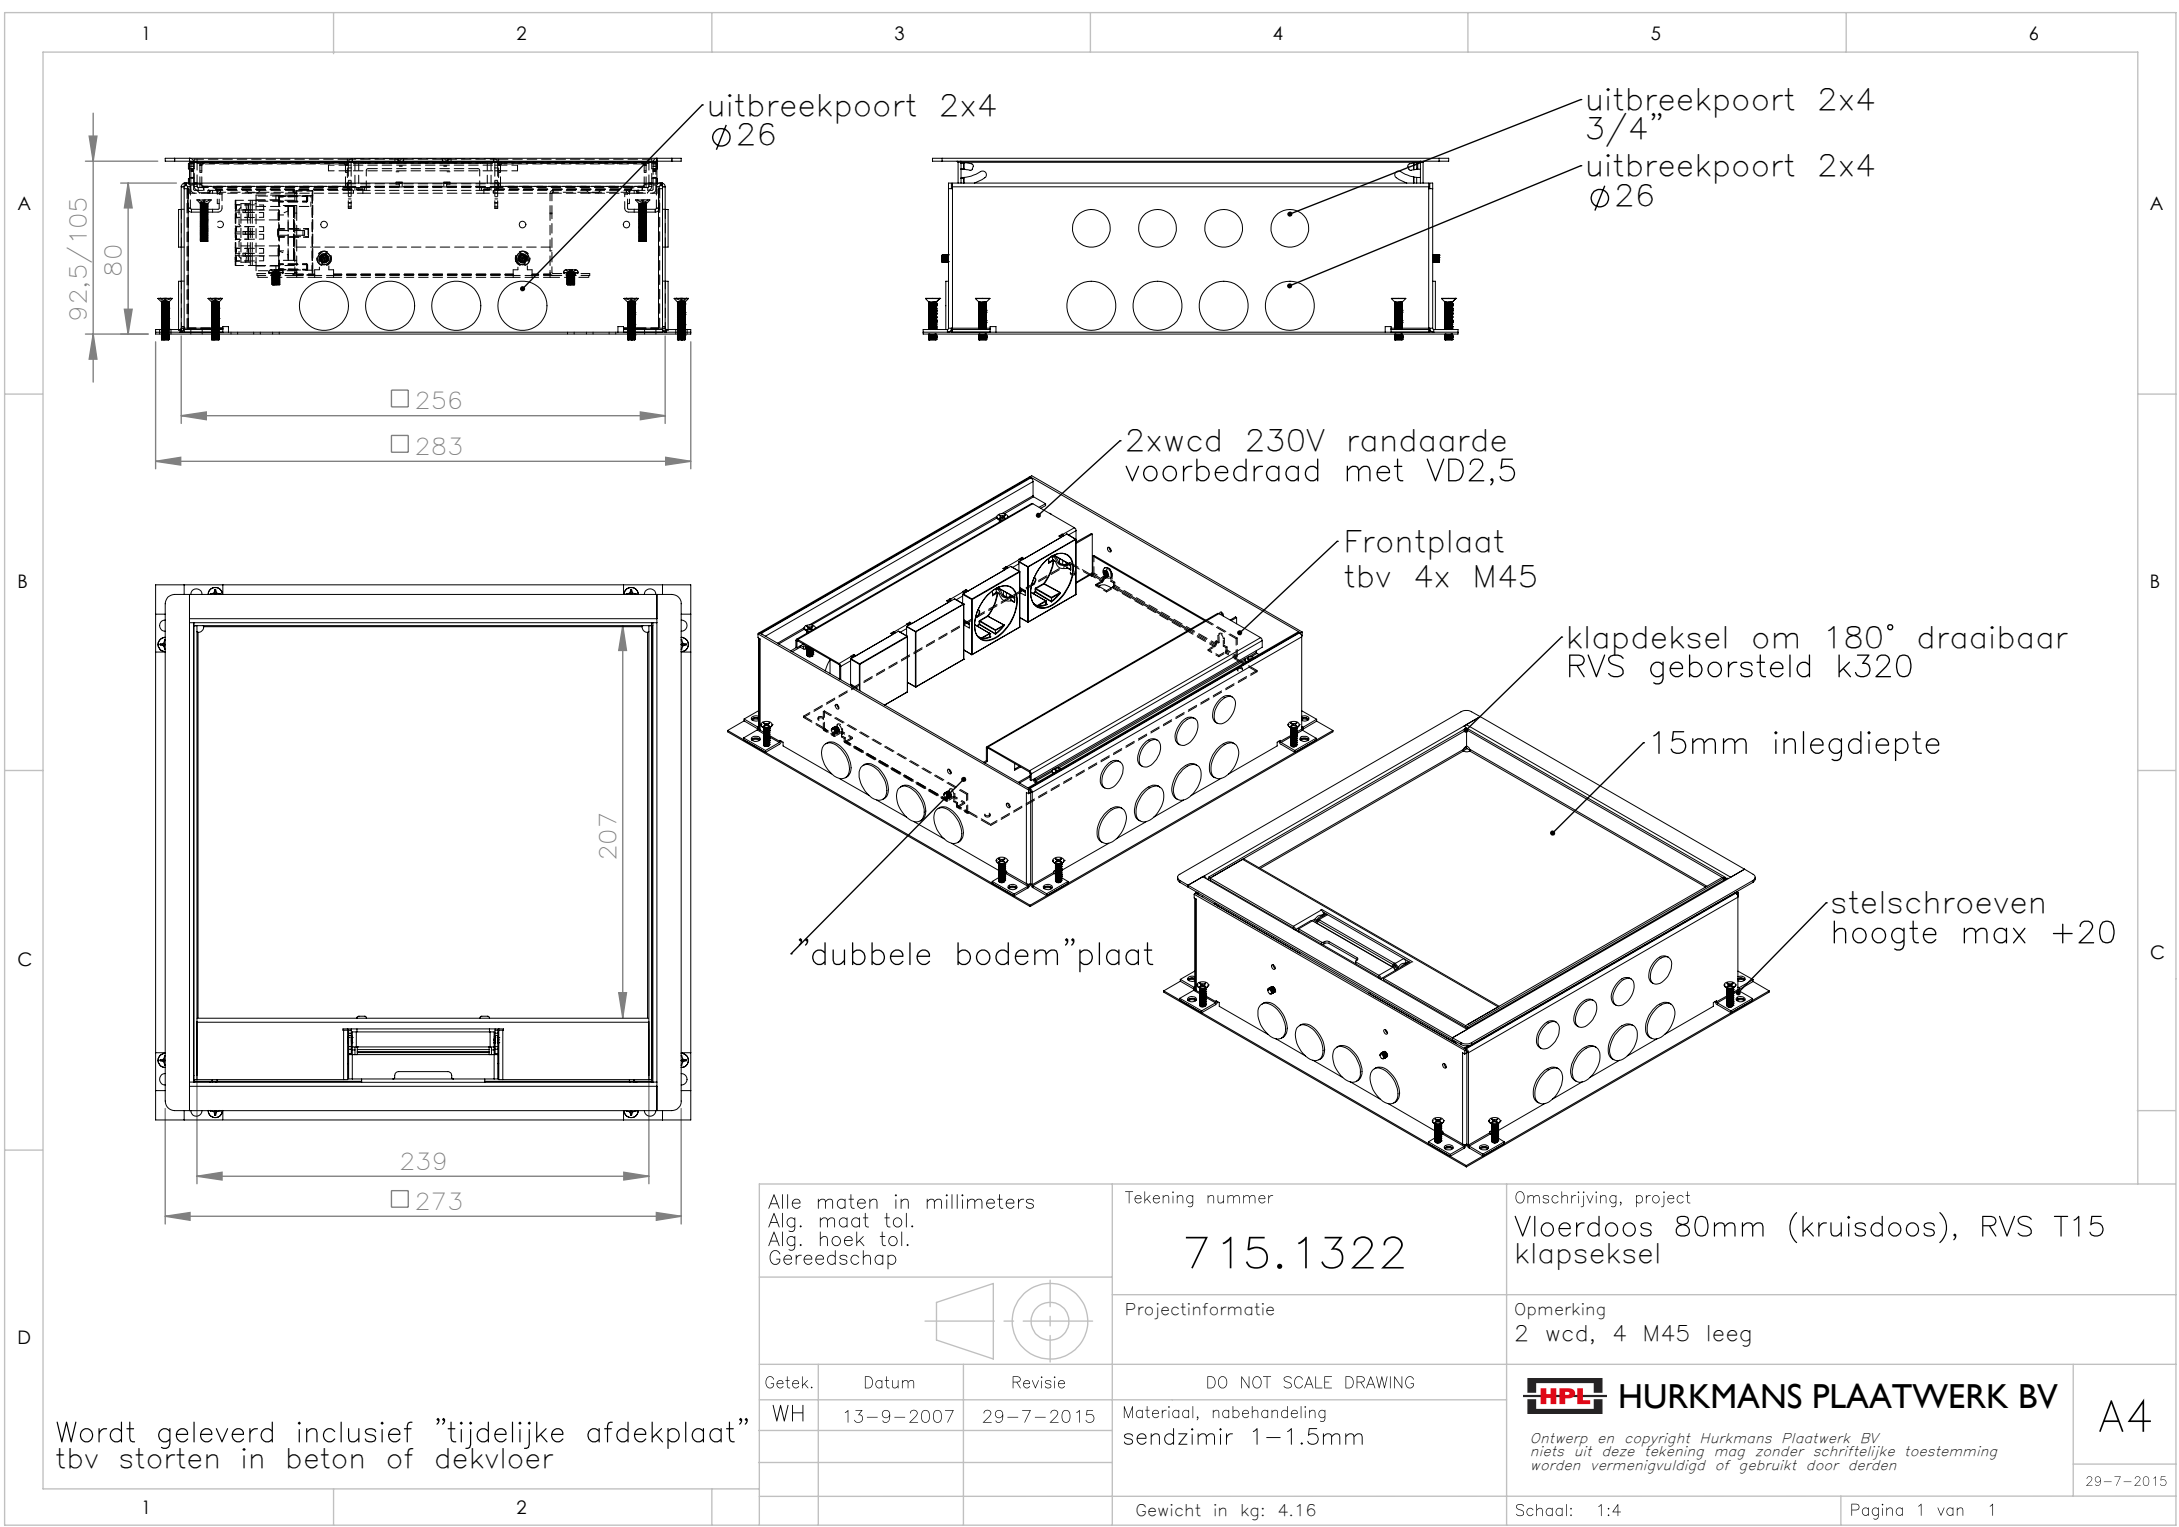 1 2 3 4 5 6
A
A
B
B
C
C
D
uitbreekpoort 2x4
ø26
uitbreekpoort 2x4
3/4"
uitbreekpoort 2x4
ø26
92,5/105
80
□256
□283
2xwcd 230V randaarde
voorbedraad met VD2,5
Frontplaat
tbv 4x M45
klapdeksel om 180° draaibaar
RVS geborsteld k320
15mm inlegdiepte
207
stelschroeven
hoogte max +20
"dubbele bodem"plaat
239
□273
Alle maten in millimeters
Alg. maat tol.
Alg. hoek tol.
Gereedschap
Tekening nummer
715.1322
Omschrijving, project
Vloerdoos 80mm (kruisdoos), RVS T15
klapseksel
Projectinformatie
Opmerking
2 wcd, 4 M45 leeg
Getek. Datum Revisie
WH 13-9-2007 29-7-2015
DO NOT SCALE DRAWING
Materiaal, nabehandeling
sendzimir 1-1.5mm
HPL HURKMANS PLAATWERK BV
Ontwerp en copyright Hurkmans Plaatwerk BV
niets uit deze tekening mag zonder schriftelijke toestemming
worden vermenigvuldigd of gebruikt door derden
A4
29-7-2015
Wordt geleverd inclusief "tijdelijke afdekplaat"
tbv storten in beton of dekvloer
Gewicht in kg: 4.16
Schaal: 1:4
Pagina 1 van 1
1 2